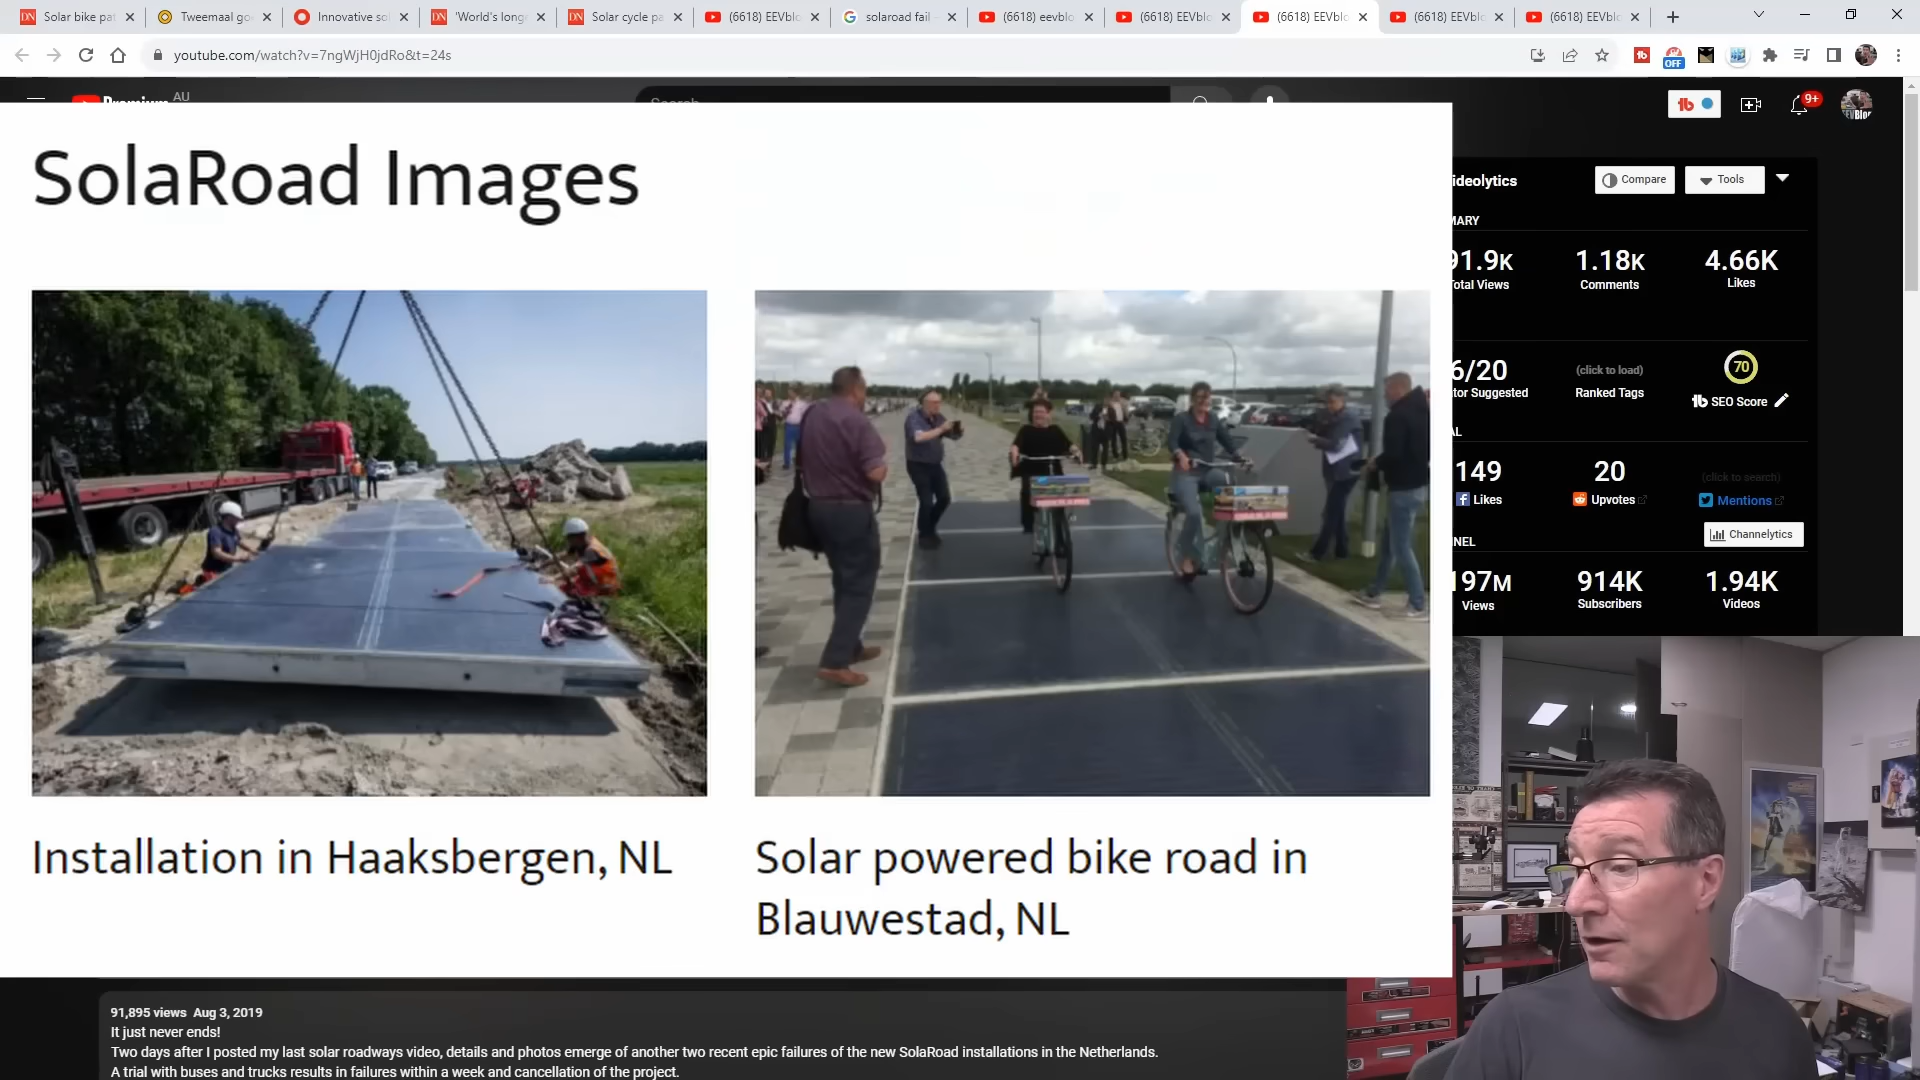 Solar bike pat
Tweemaal go
Innovative so
'World's long
Solar cycle pa
(6618) EEVblo
solaroad fail
(6618) eevblo
(6618) EEVblo
(6618) EEVblo
(6618) EEVblo
(6618) EEVblo
youtube.com/watch?v=7ngWjH0jdRo&t=24s
OFF
Premium AU
Search
9+
SolaRoad Images
Installation in Haaksbergen, NL
Solar powered bike road in
Blauwestad, NL
ideolytics
Compare
Tools
MARY
91.9K
1.18K
4.66K
otal Views
Comments
Likes
6/20
(click to load)
70
tor Suggested
Ranked Tags
SEO Score
AL
149
20
(click to search)
Likes
Upvotes
Mentions
Channelytics
NEL
197M
914K
1.94K
Views
Subscribers
Videos
91,895 views Aug 3, 2019
It just never ends!
Two days after I posted my last solar roadways video, details and photos emerge of another two recent epic failures of the new SolaRoad installations in the Netherlands.
A trial with buses and trucks results in failures within a week and cancellation of the project.